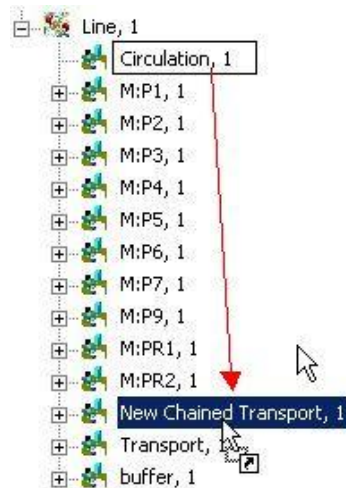 Line, 1
Circulation, 1
M:P1, 1
M:P2, 1
M:P3, 1
M:P4, 1
M:P5, 1
M:P6, 1
M:P7, 1
M:P9, 1
M:PR1, 1
M:PR2, 1
New Chained Transport, 1
Transport,
buffer, 1